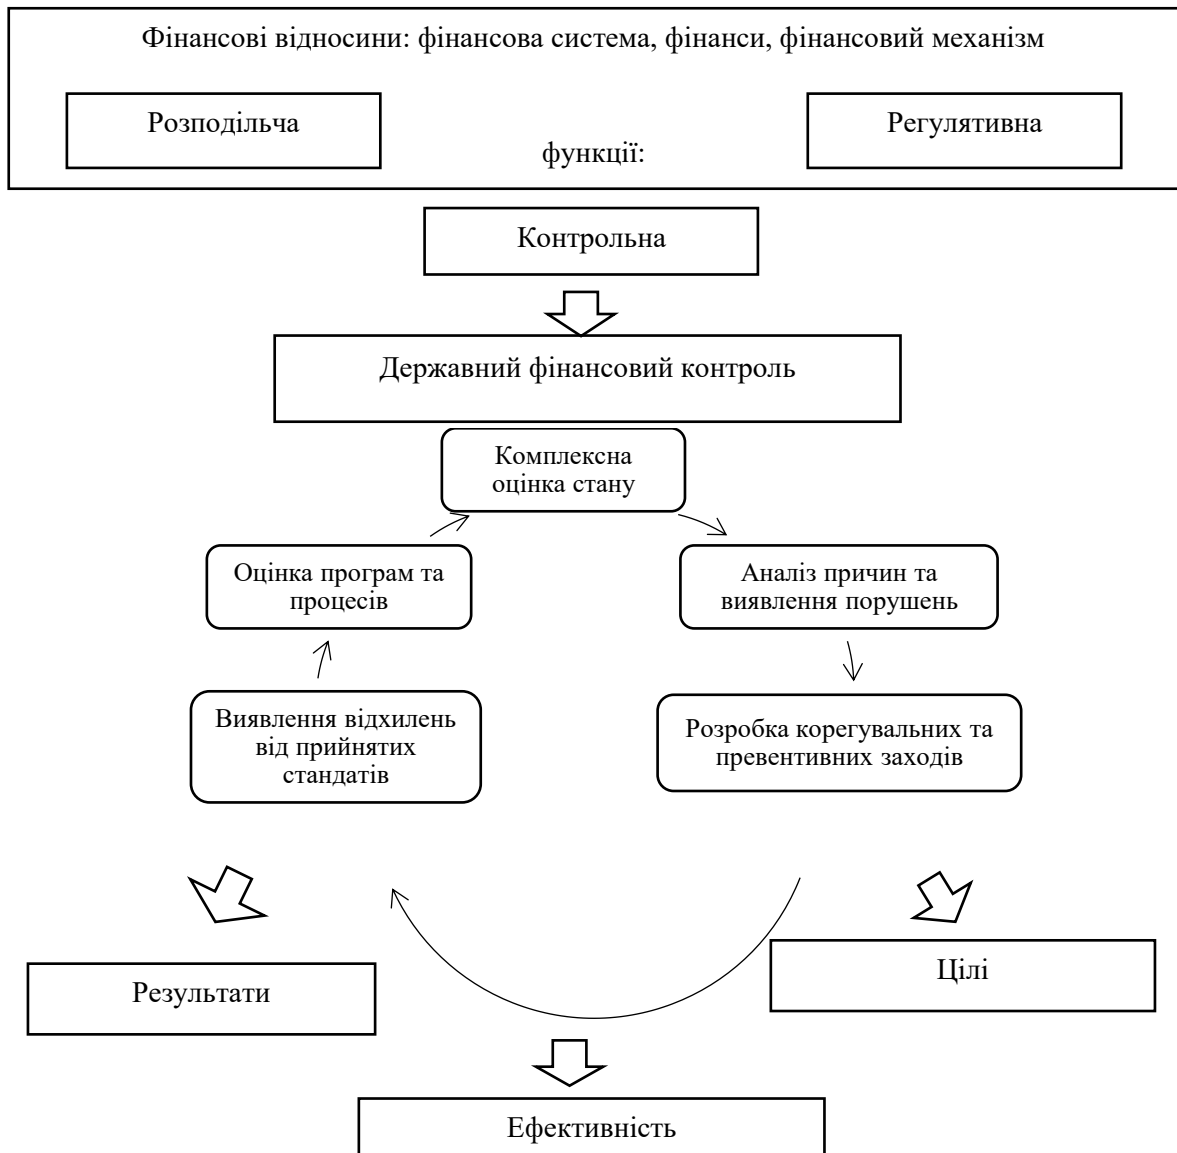 Фінансові відносини: фінансова система, фінанси, фінансовий механізм
Розподільча
Регулятивна
функції:
Контрольна
Державний фінансовий контроль
Комплексна
оцінка стану
Оцінка програм та
процесів
Аналіз причин та
виявлення порушень
Виявлення відхилень
від прийнятих
стандатів
Розробка корегувальних та
превентивних заходів
Результати
Цілі
Ефективність